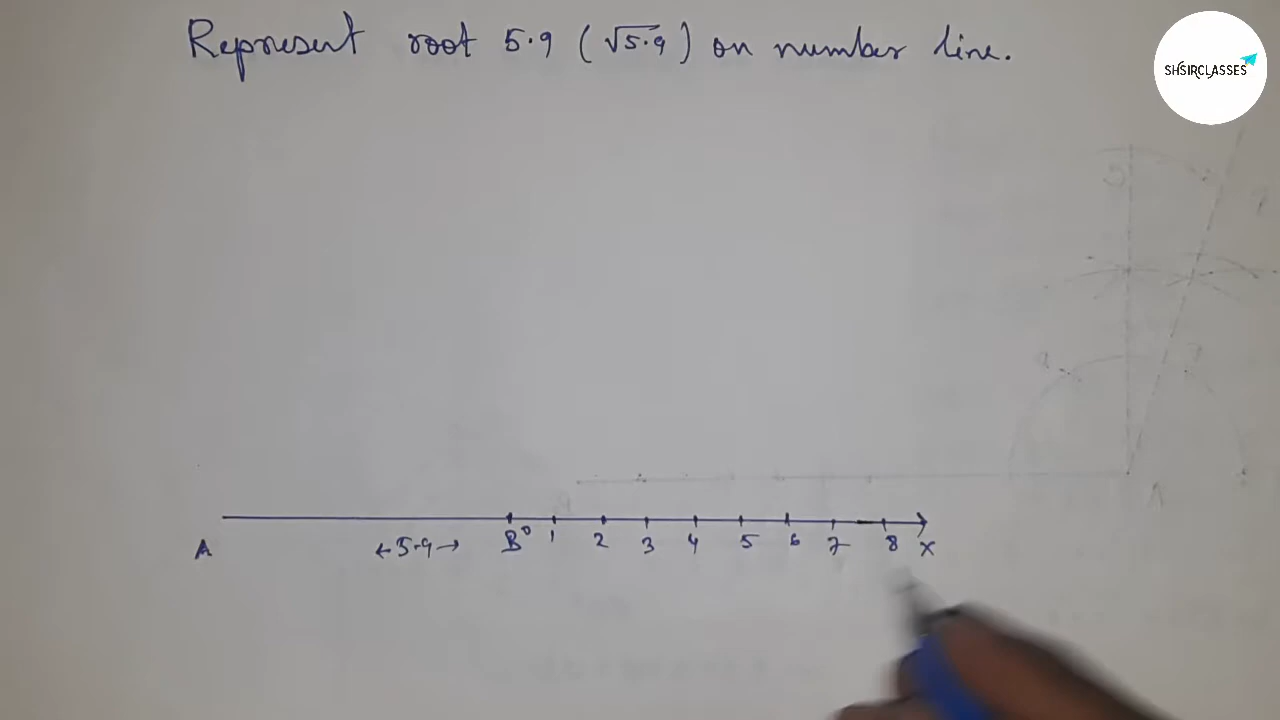 Represent root 5.9 (√5.9) on number line.
SHSIRCLASSES
A ←5.9→ B 0 1 2 3 4 5 6 7 8 X